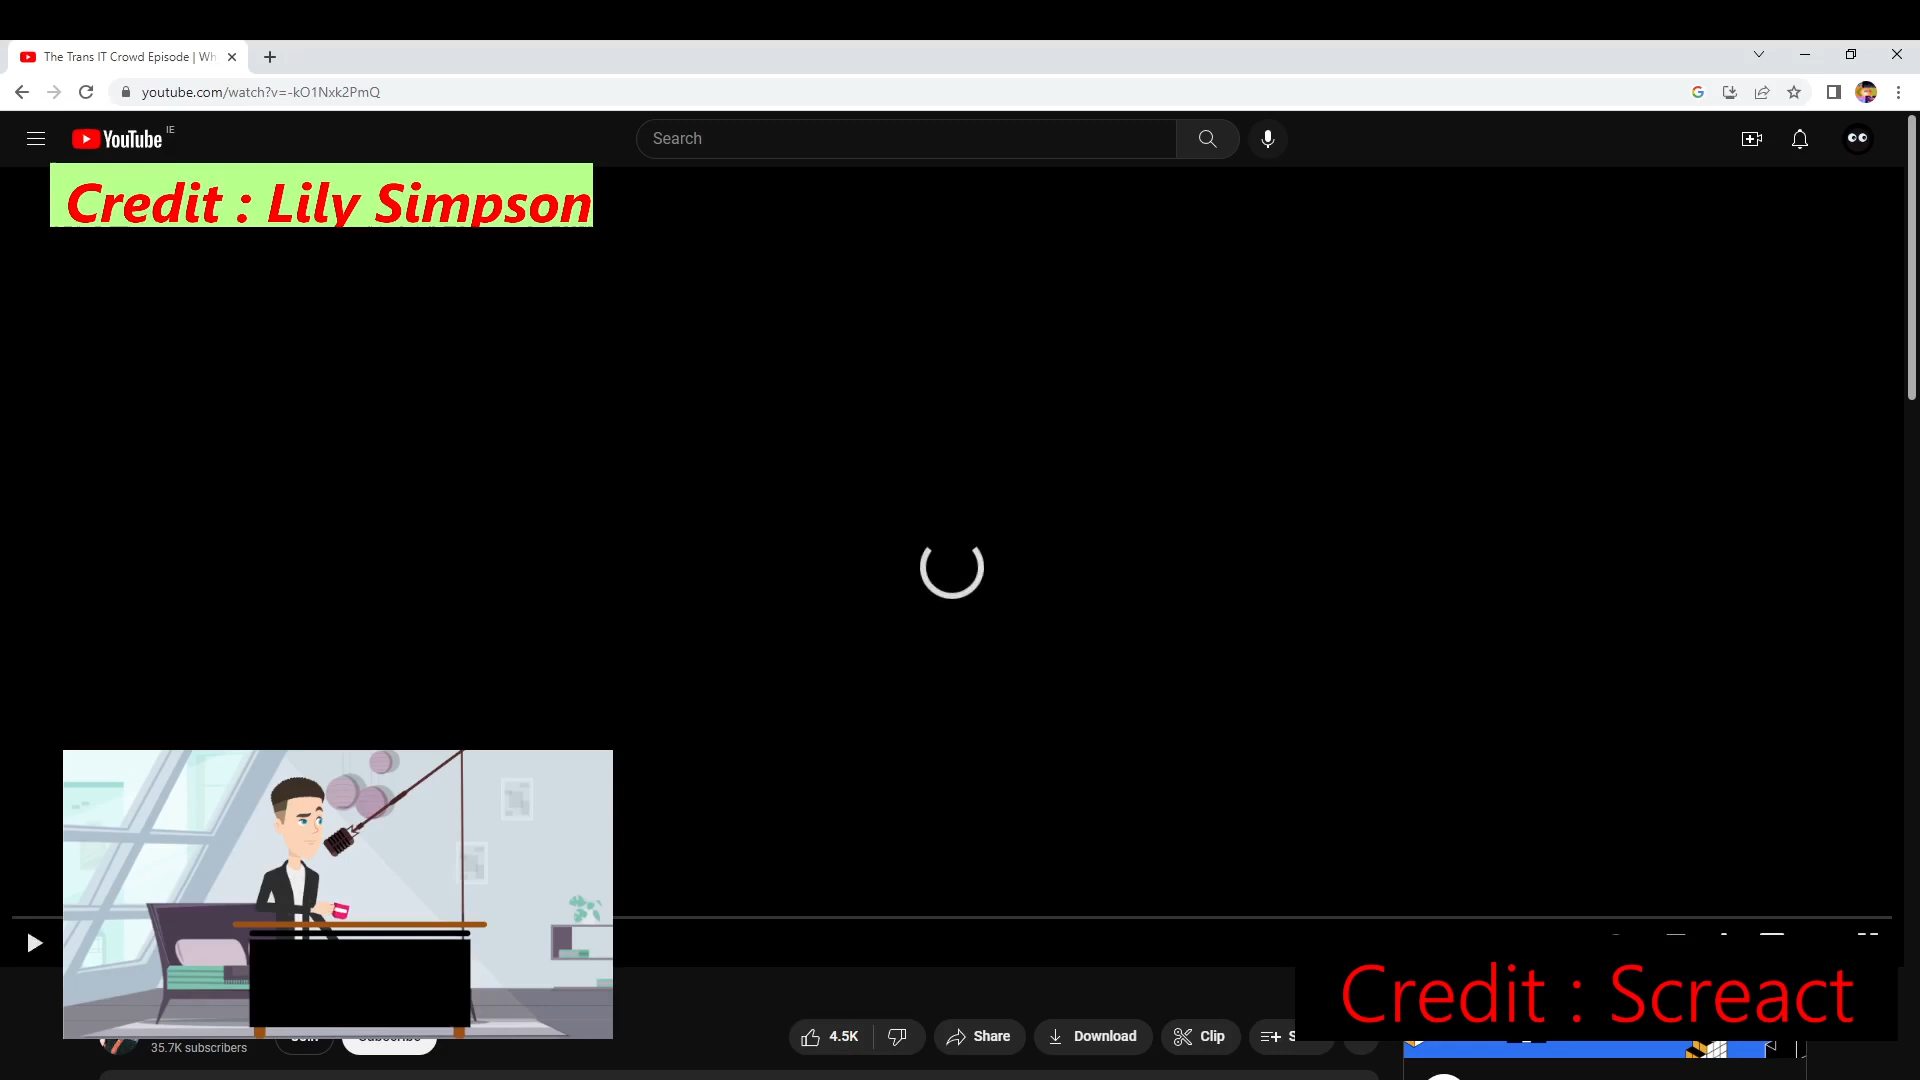 The Trans IT Crowd Episode | Wh
youtube.com/watch?v=-kO1Nxk2PmQ
YouTube IE
Search
Credit : Lily Simpson
Credit : Screact
4.5K
Share
Download
Clip
35.7K subscribers